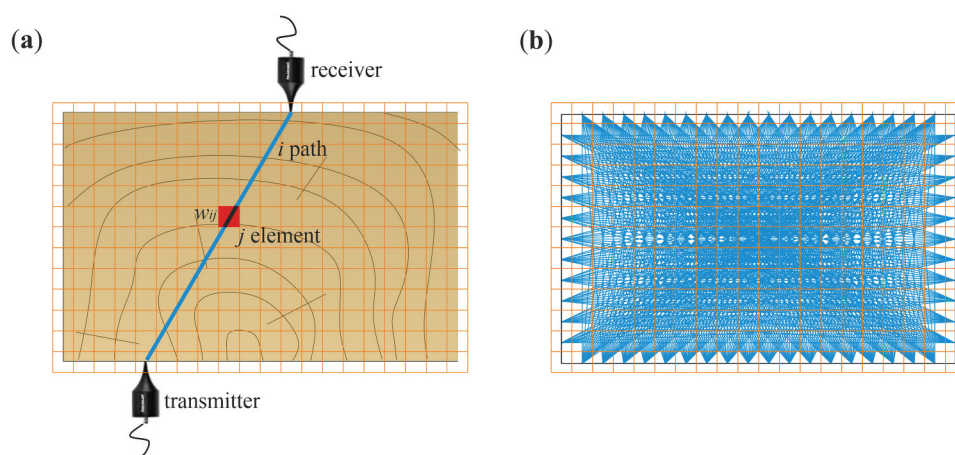 (a)
receiver
i path
wij
j element
transmitter
(b)